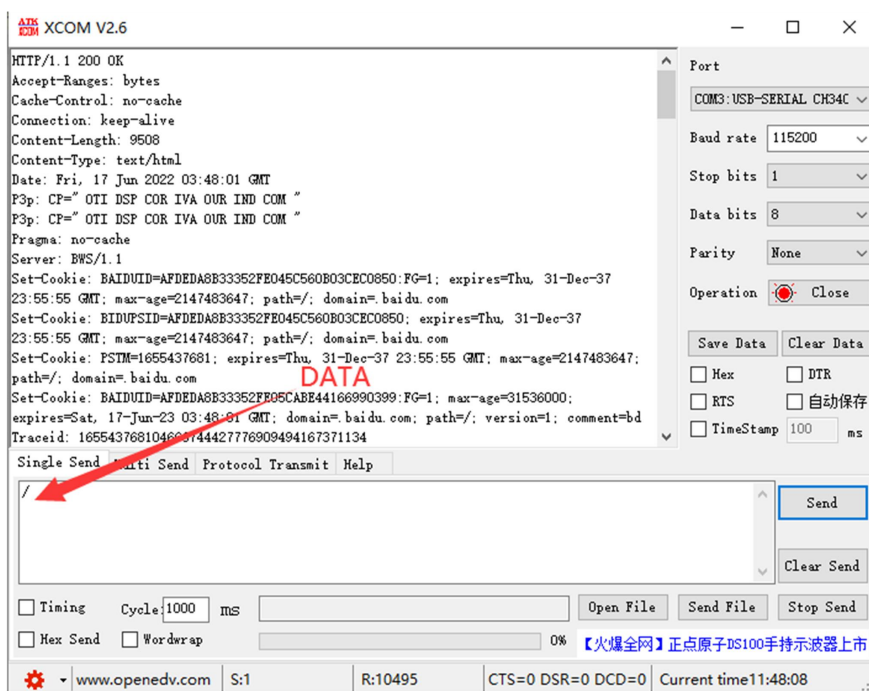 ATK
XCOM XCOM V2.6
HTTP/1.1 200 OK
Accept-Ranges: bytes
Cache-Control: no-cache
Connection: keep-alive
Content-Length: 9508
Content-Type: text/html
Date: Fri, 17 Jun 2022 03:48:01 GMT
P3p: CP=" OTI DSP COR IVA OUR IND COM "
P3p: CP=" OTI DSP COR IVA OUR IND COM "
Pragma: no-cache
Server: BWS/1.1
Set-Cookie: BAIDUID=AFDEDA8B33352FE045C560B03CEC0850:FG=1; expires=Thu, 31-Dec-37
23:55:55 GMT; max-age=2147483647; path=/; domain=.baidu.com
Set-Cookie: BIDUPSID=AFDEDA8B33352FE045C560B03CEC0850; expires=Thu, 31-Dec-37
23:55:55 GMT; max-age=2147483647; path=/; domain=.baidu.com
Set-Cookie: PSTM=1655437681; expires=Thu, 31-Dec-37 23:55:55 GMT; max-age=2147483647;
path=/; domain=.baidu.com
DATA
Set-Cookie: BAIDUID=AFDEDA8B33352FE05CABE44166990399:FG=1; max-age=31536000;
expires=Sat, 17-Jun-23 03:48:01 GMT; domain=.baidu.com; path=/; version=1; comment=bd
Traceid:
Port
COM3:USB-SERIAL CH34C
Baud rate 115200
Stop bits 1
Data bits 8
Parity None
Operation Close
Save Data Clear Data
Hex DTR
RTS 自动保存
TimeStamp 100 ms
Single Send Multi Send Protocol Transmit Help
/
Send
Clear Send
Timing Cycle: 1000 ms Open File Send File Stop Send
Hex Send Wordwrap 0% 【火爆全网】正点原子DS100手持示波器上市
www.openedv.com S:1 R:10495 CTS=0 DSR=0 DCD=0 Current time11:48:08